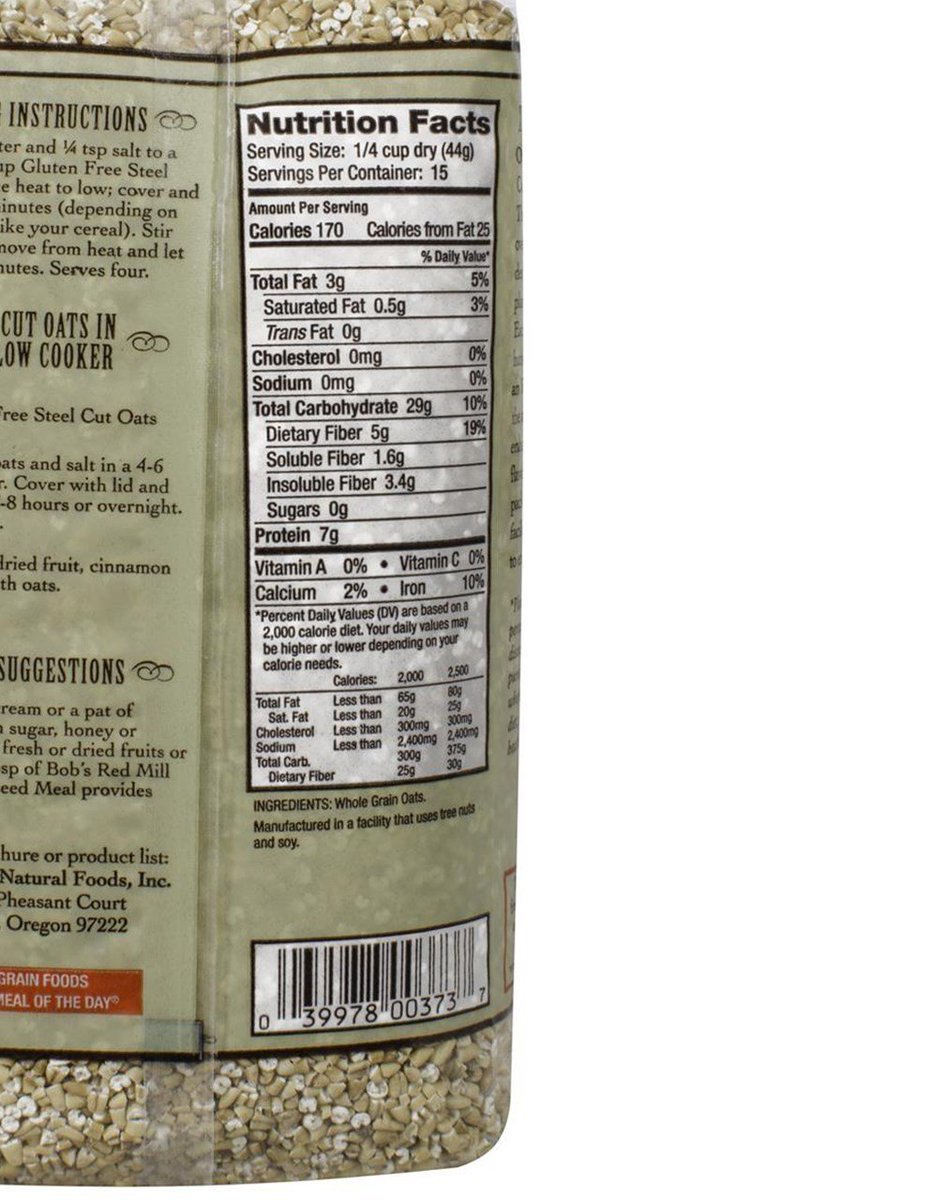 INSTRUCTIONS
ter and ¼ tsp salt to a
up Gluten Free Steel
e heat to low; cover and
inutes (depending on
ike your cereal). Stir
nove from heat and let
nutes. Serves four.
CUT OATS IN
LOW COOKER
Free Steel Cut Oats
oats and salt in a 4-6
r. Cover with lid and
-8 hours or overnight.
dried fruit, cinnamon
th oats.
SUGGESTIONS
ream or a pat of
n sugar, honey or
fresh or dried fruits or
sp of Bob's Red Mill
eed Meal provides
hure or product list:
Natural Foods, Inc.
Pheasant Court
, Oregon 97222
GRAIN FOODS
MEAL OF THE DAY®
Nutrition Facts
Serving Size: 1/4 cup dry (44g)
Servings Per Container: 15
Amount Per Serving
Calories 170 Calories from Fat 25
% Daily Value*
Total Fat 3g 5%
Saturated Fat 0.5g 3%
Trans Fat 0g
Cholesterol 0mg 0%
Sodium 0mg 0%
Total Carbohydrate 29g 10%
Dietary Fiber 5g 19%
Soluble Fiber 1.6g
Insoluble Fiber 3.4g
Sugars 0g
Protein 7g
Vitamin A 0% • Vitamin C 0%
Calcium 2% • Iron 10%
*Percent Daily Values (DV) are based on a
2,000 calorie diet. Your daily values may
be higher or lower depending on your
calorie needs.
Calories: 2,000 2,500
Total Fat Less than 65g 80g
Sat. Fat Less than 20g 25g
Cholesterol Less than 300mg 300mg
Sodium Less than 2,400mg 2,400mg
Total Carb. 300g 375g
Dietary Fiber 25g 30g
INGREDIENTS: Whole Grain Oats.
Manufactured in a facility that uses tree nuts
and soy.
0 39978 00373 7